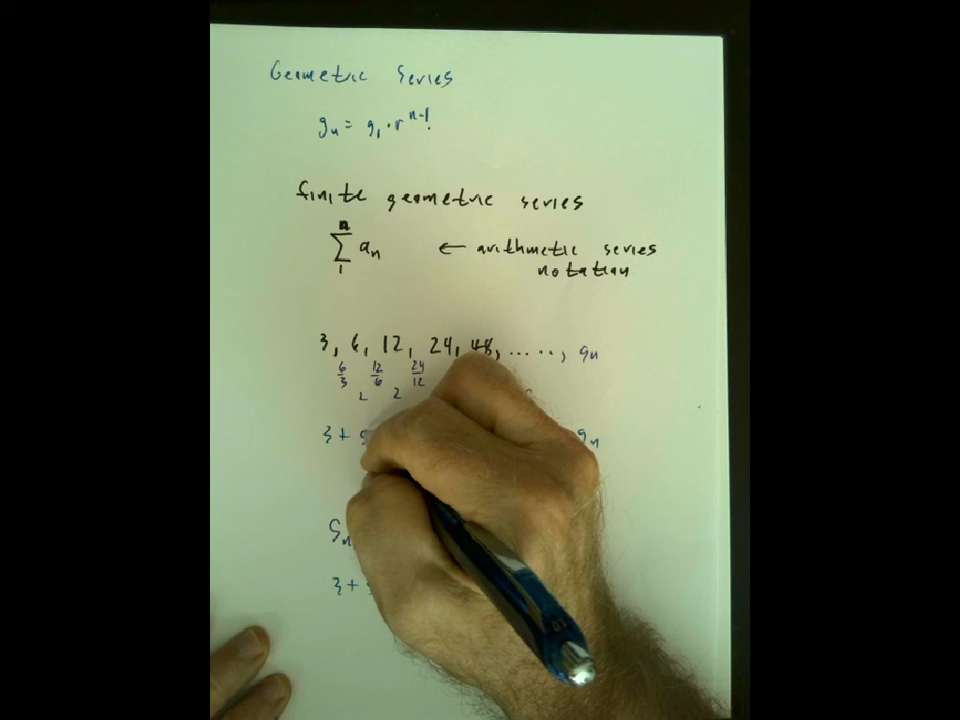 Geometric Series
gn = g1 · r^n-1
finite geometric series
n
∑ an ← arithmetic series
1 notation
3, 6, 12, 24, 48, ....., gn
6/3 12/6 24/12
2 2
3 + gn
Sn
3 +